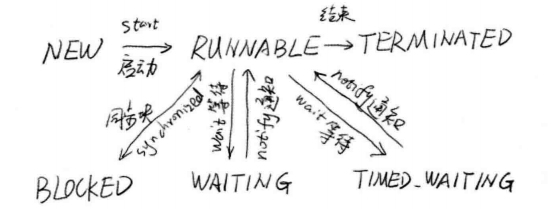 start 结束
NEW → RUNNABLE → TERMINATED
启动
同步块 synchronized wait等待 notify通知 wait等待 notify通知
BLOCKED WAITING TIMED_WAITING